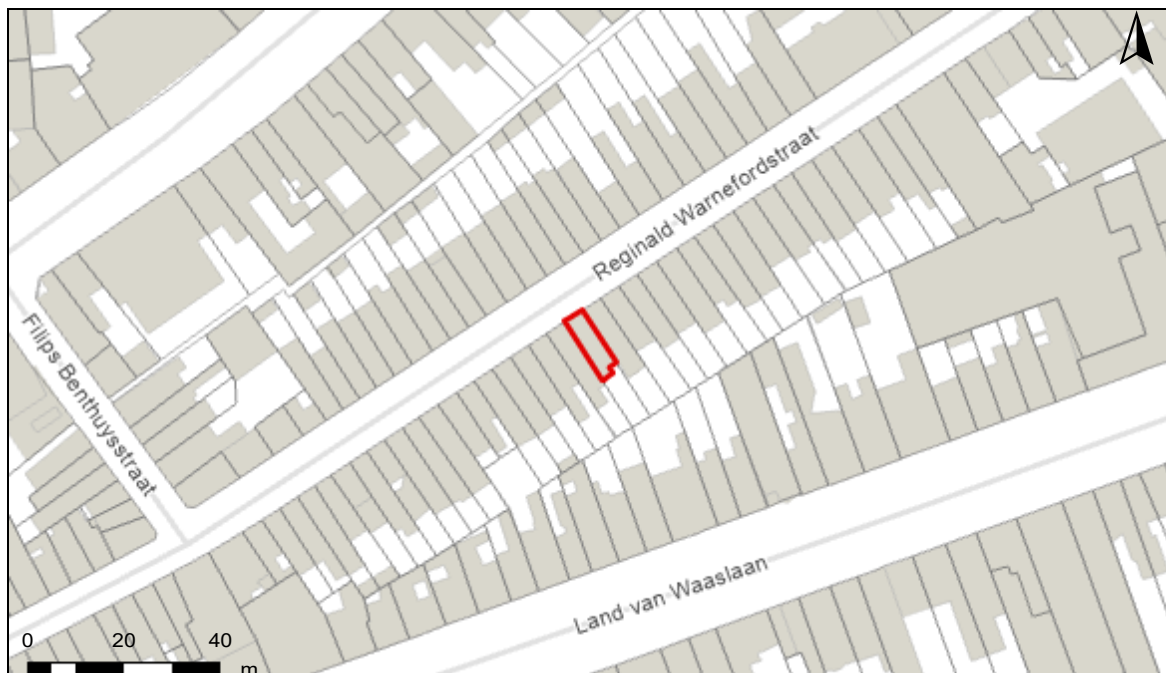 Reginald Warnefordstraat
Filips Benthuysstraat
Land van Waaslaan
0 20 40
m